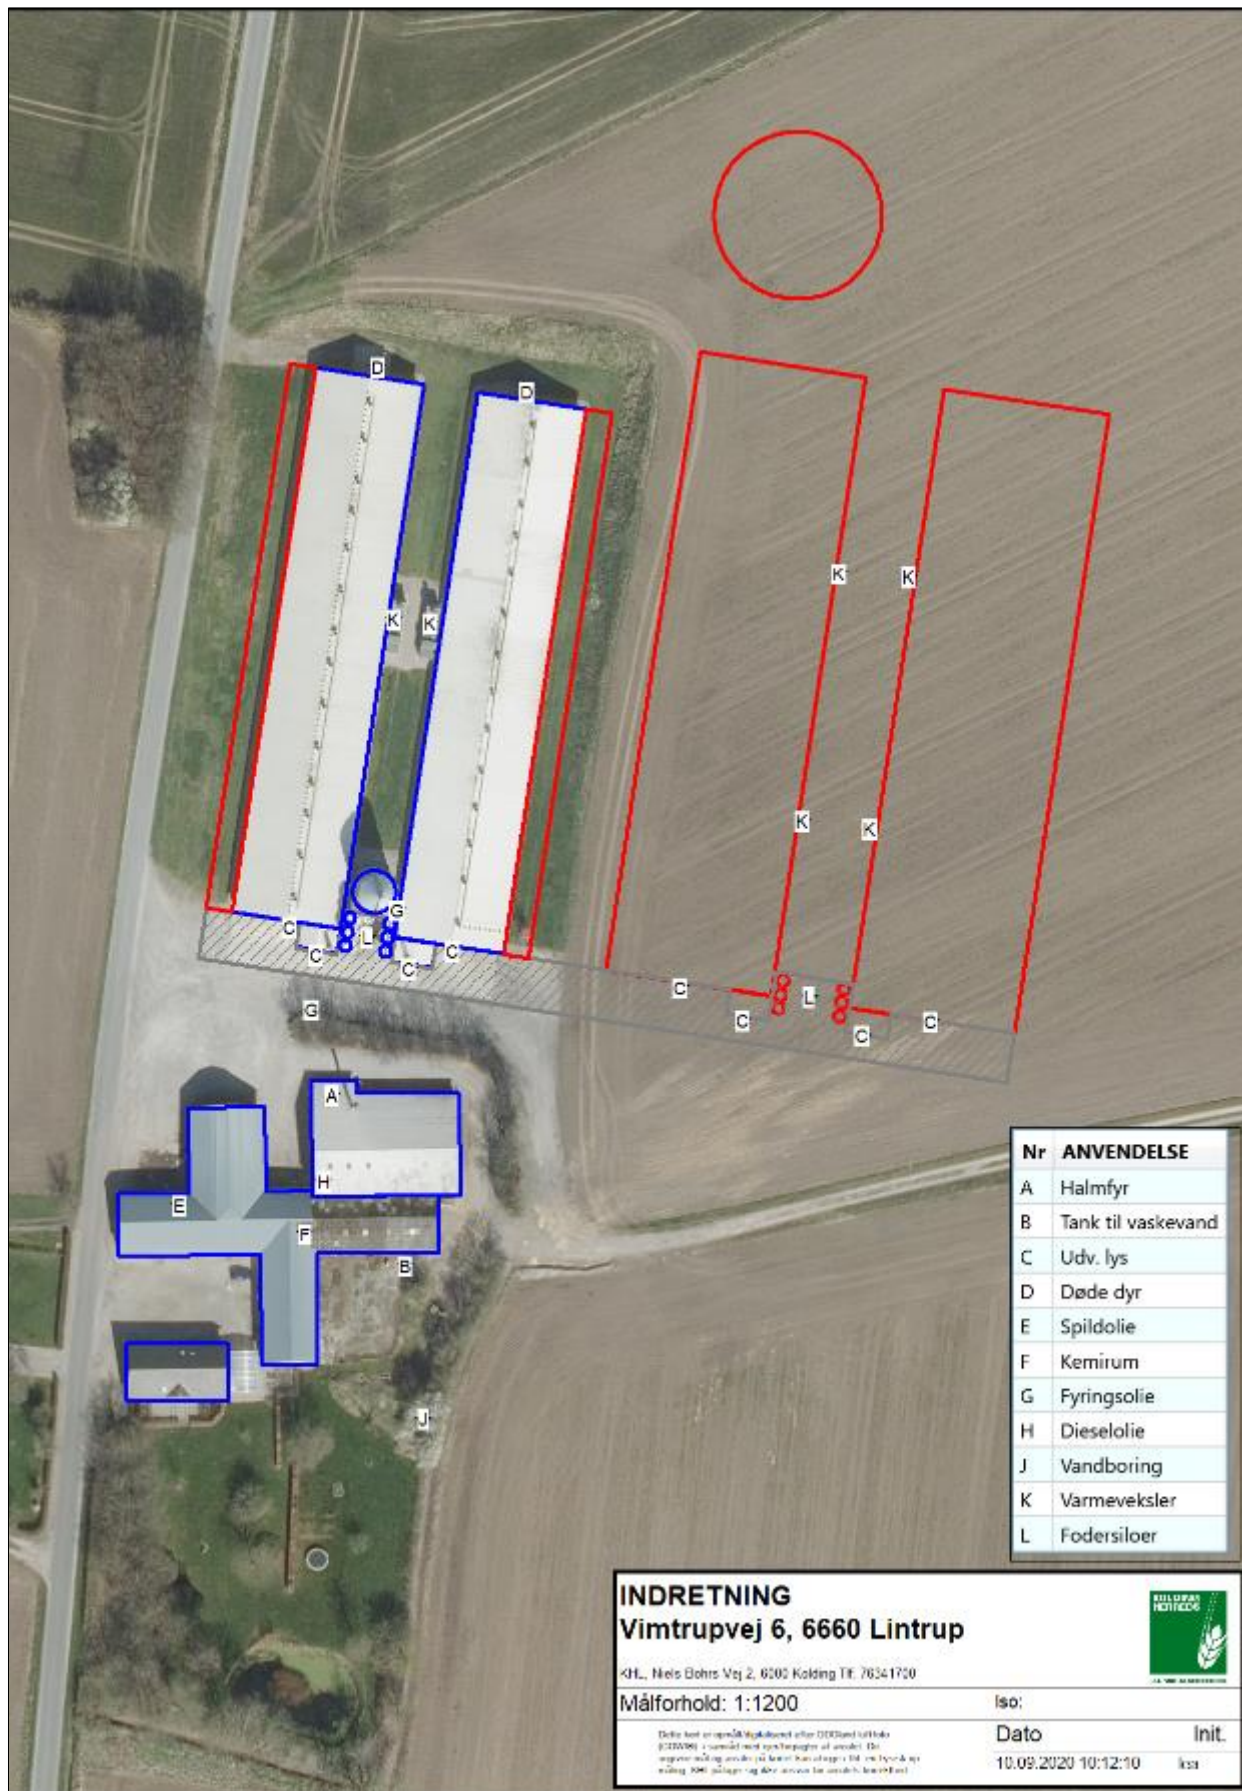 D
D
K
K
K
K
K
K
G
C
L
C
C
C
G
C
L
C
C
C
A
H
E
F
B
J
Nr ANVENDELSE
A Halmfyr
B Tank til vaskevand
C Udv. lys
D Døde dyr
E Spildolie
F Kemirum
G Fyringsolie
H Dieselolie
J Vandboring
K Varmeveksler
L Fodersiloer
INDRETNING
Vimtrupvej 6, 6660 Lintrup
KHL, Niels Bohrs Vej 2, 6000 Kolding Tlf. 76341700
KOLDING
HERREDS
Målforhold: 1:1200
Iso:
Dato Init.
10.09.2020 10:12:10